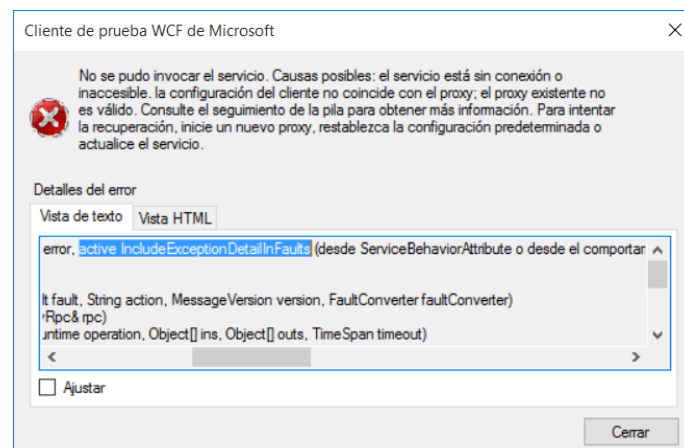 Cliente de prueba WCF de Microsoft
No se pudo invocar el servicio. Causas posibles: el servicio está sin conexión o
inaccesible. la configuración del cliente no coincide con el proxy; el proxy existente no
es válido. Consulte el seguimiento de la pila para obtener más información. Para intentar
la recuperación, inicie un nuevo proxy, restablezca la configuración predeterminada o
actualice el servicio.
Detalles del error
Vista de texto Vista HTML
error, active IncludeExceptionDetailInFaults (desde ServiceBehaviorAttribute o desde el comportar
lt fault, String action, MessageVersion version, FaultConverter faultConverter)
Rpc& rpc)
untime operation, Object[] ins, Object[] outs, TimeSpan timeout)
Ajustar
Cerrar